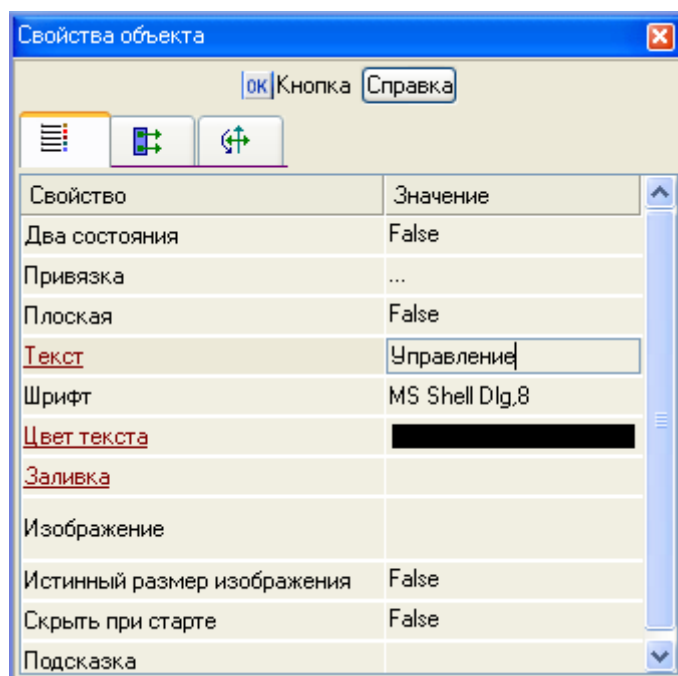 Свойства объекта
OK Кнопка Справка
Свойство Значение
Два состояния False
Привязка ...
Плоская False
Текст Управление
Шрифт MS Shell Dlg,8
Цвет текста
Заливка
Изображение
Истинный размер изображения False
Скрыть при старте False
Подсказка